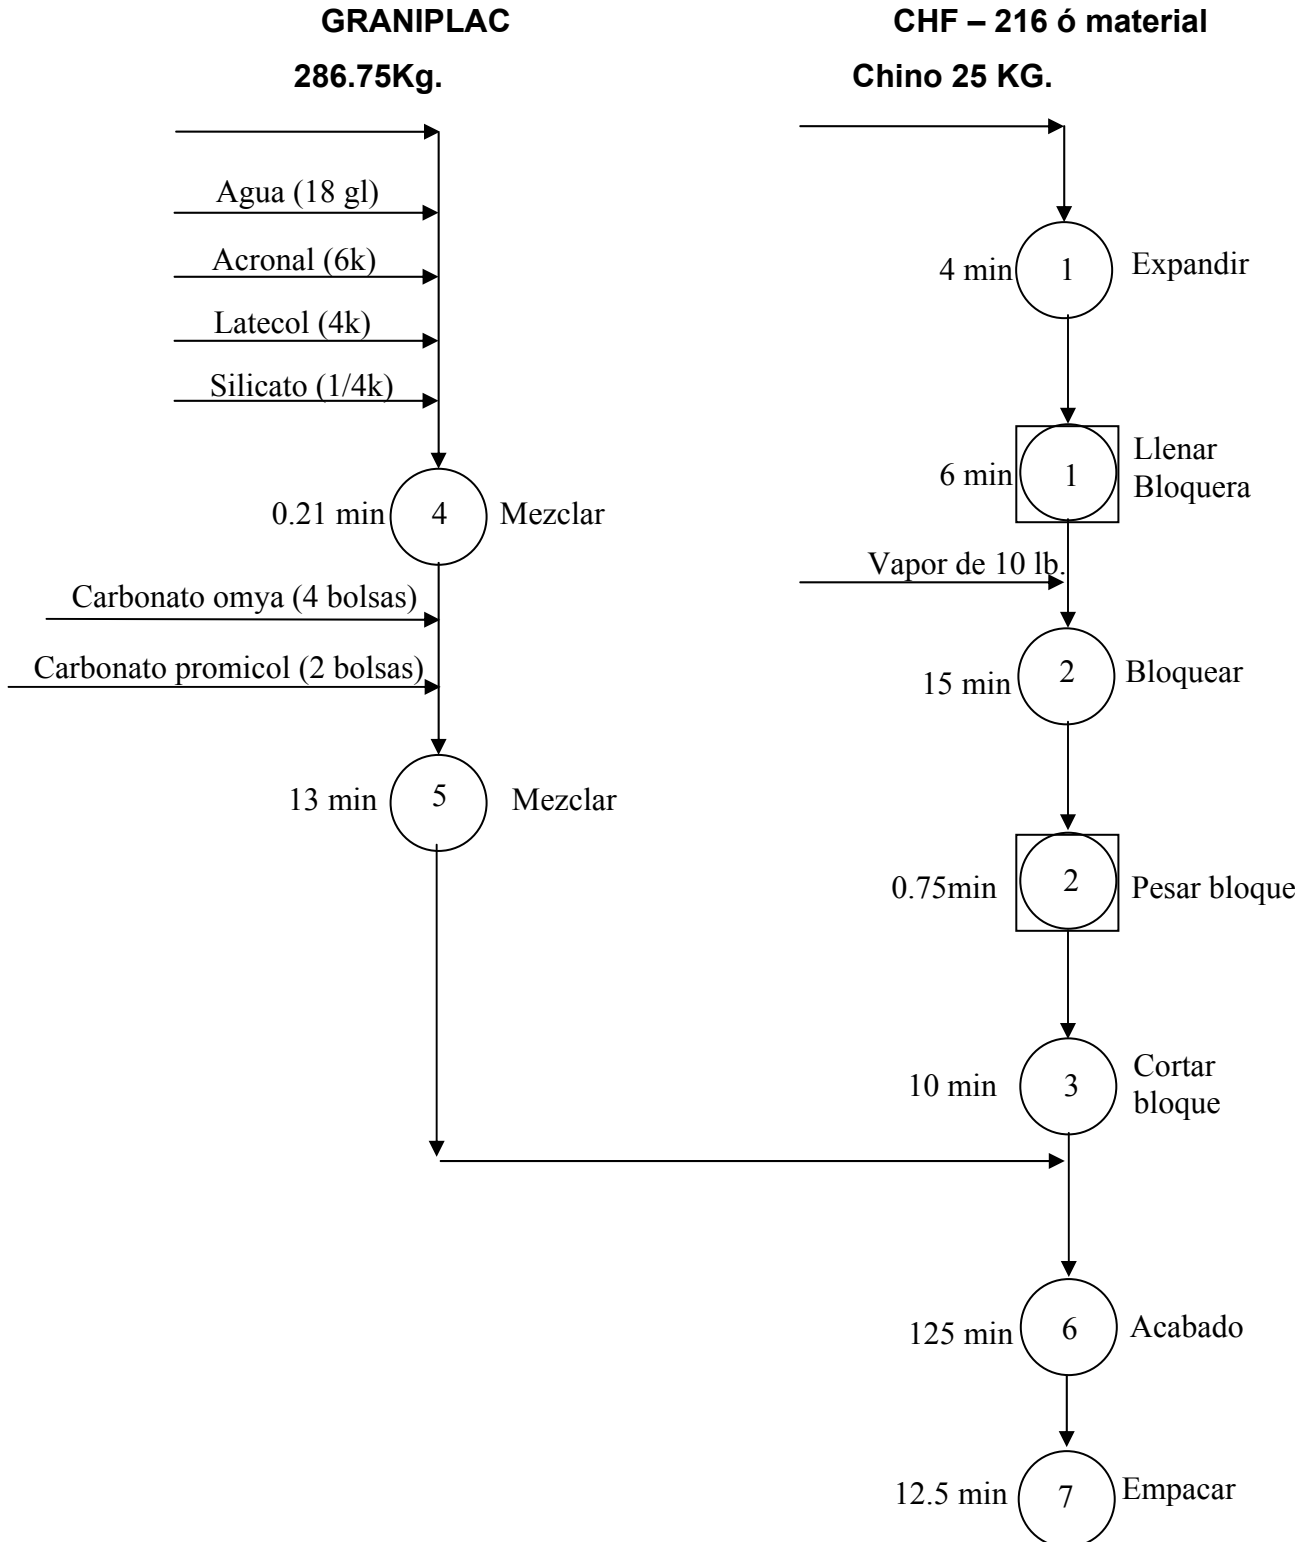 GRANIPLAC
286.75Kg.
Agua (18 gl)
Acronal (6k)
Latecol (4k)
Silicato (1/4k)
0.21 min
4
Mezclar
Carbonato omya (4 bolsas)
Carbonato promicol (2 bolsas)
13 min
5
Mezclar
CHF – 216 ó material
Chino 25 KG.
4 min
1
Expandir
6 min
1
Llenar
Bloquera
Vapor de 10 lb.
15 min
2
Bloquear
0.75min
2
Pesar bloque
10 min
3
Cortar
bloque
125 min
6
Acabado
12.5 min
7
Empacar